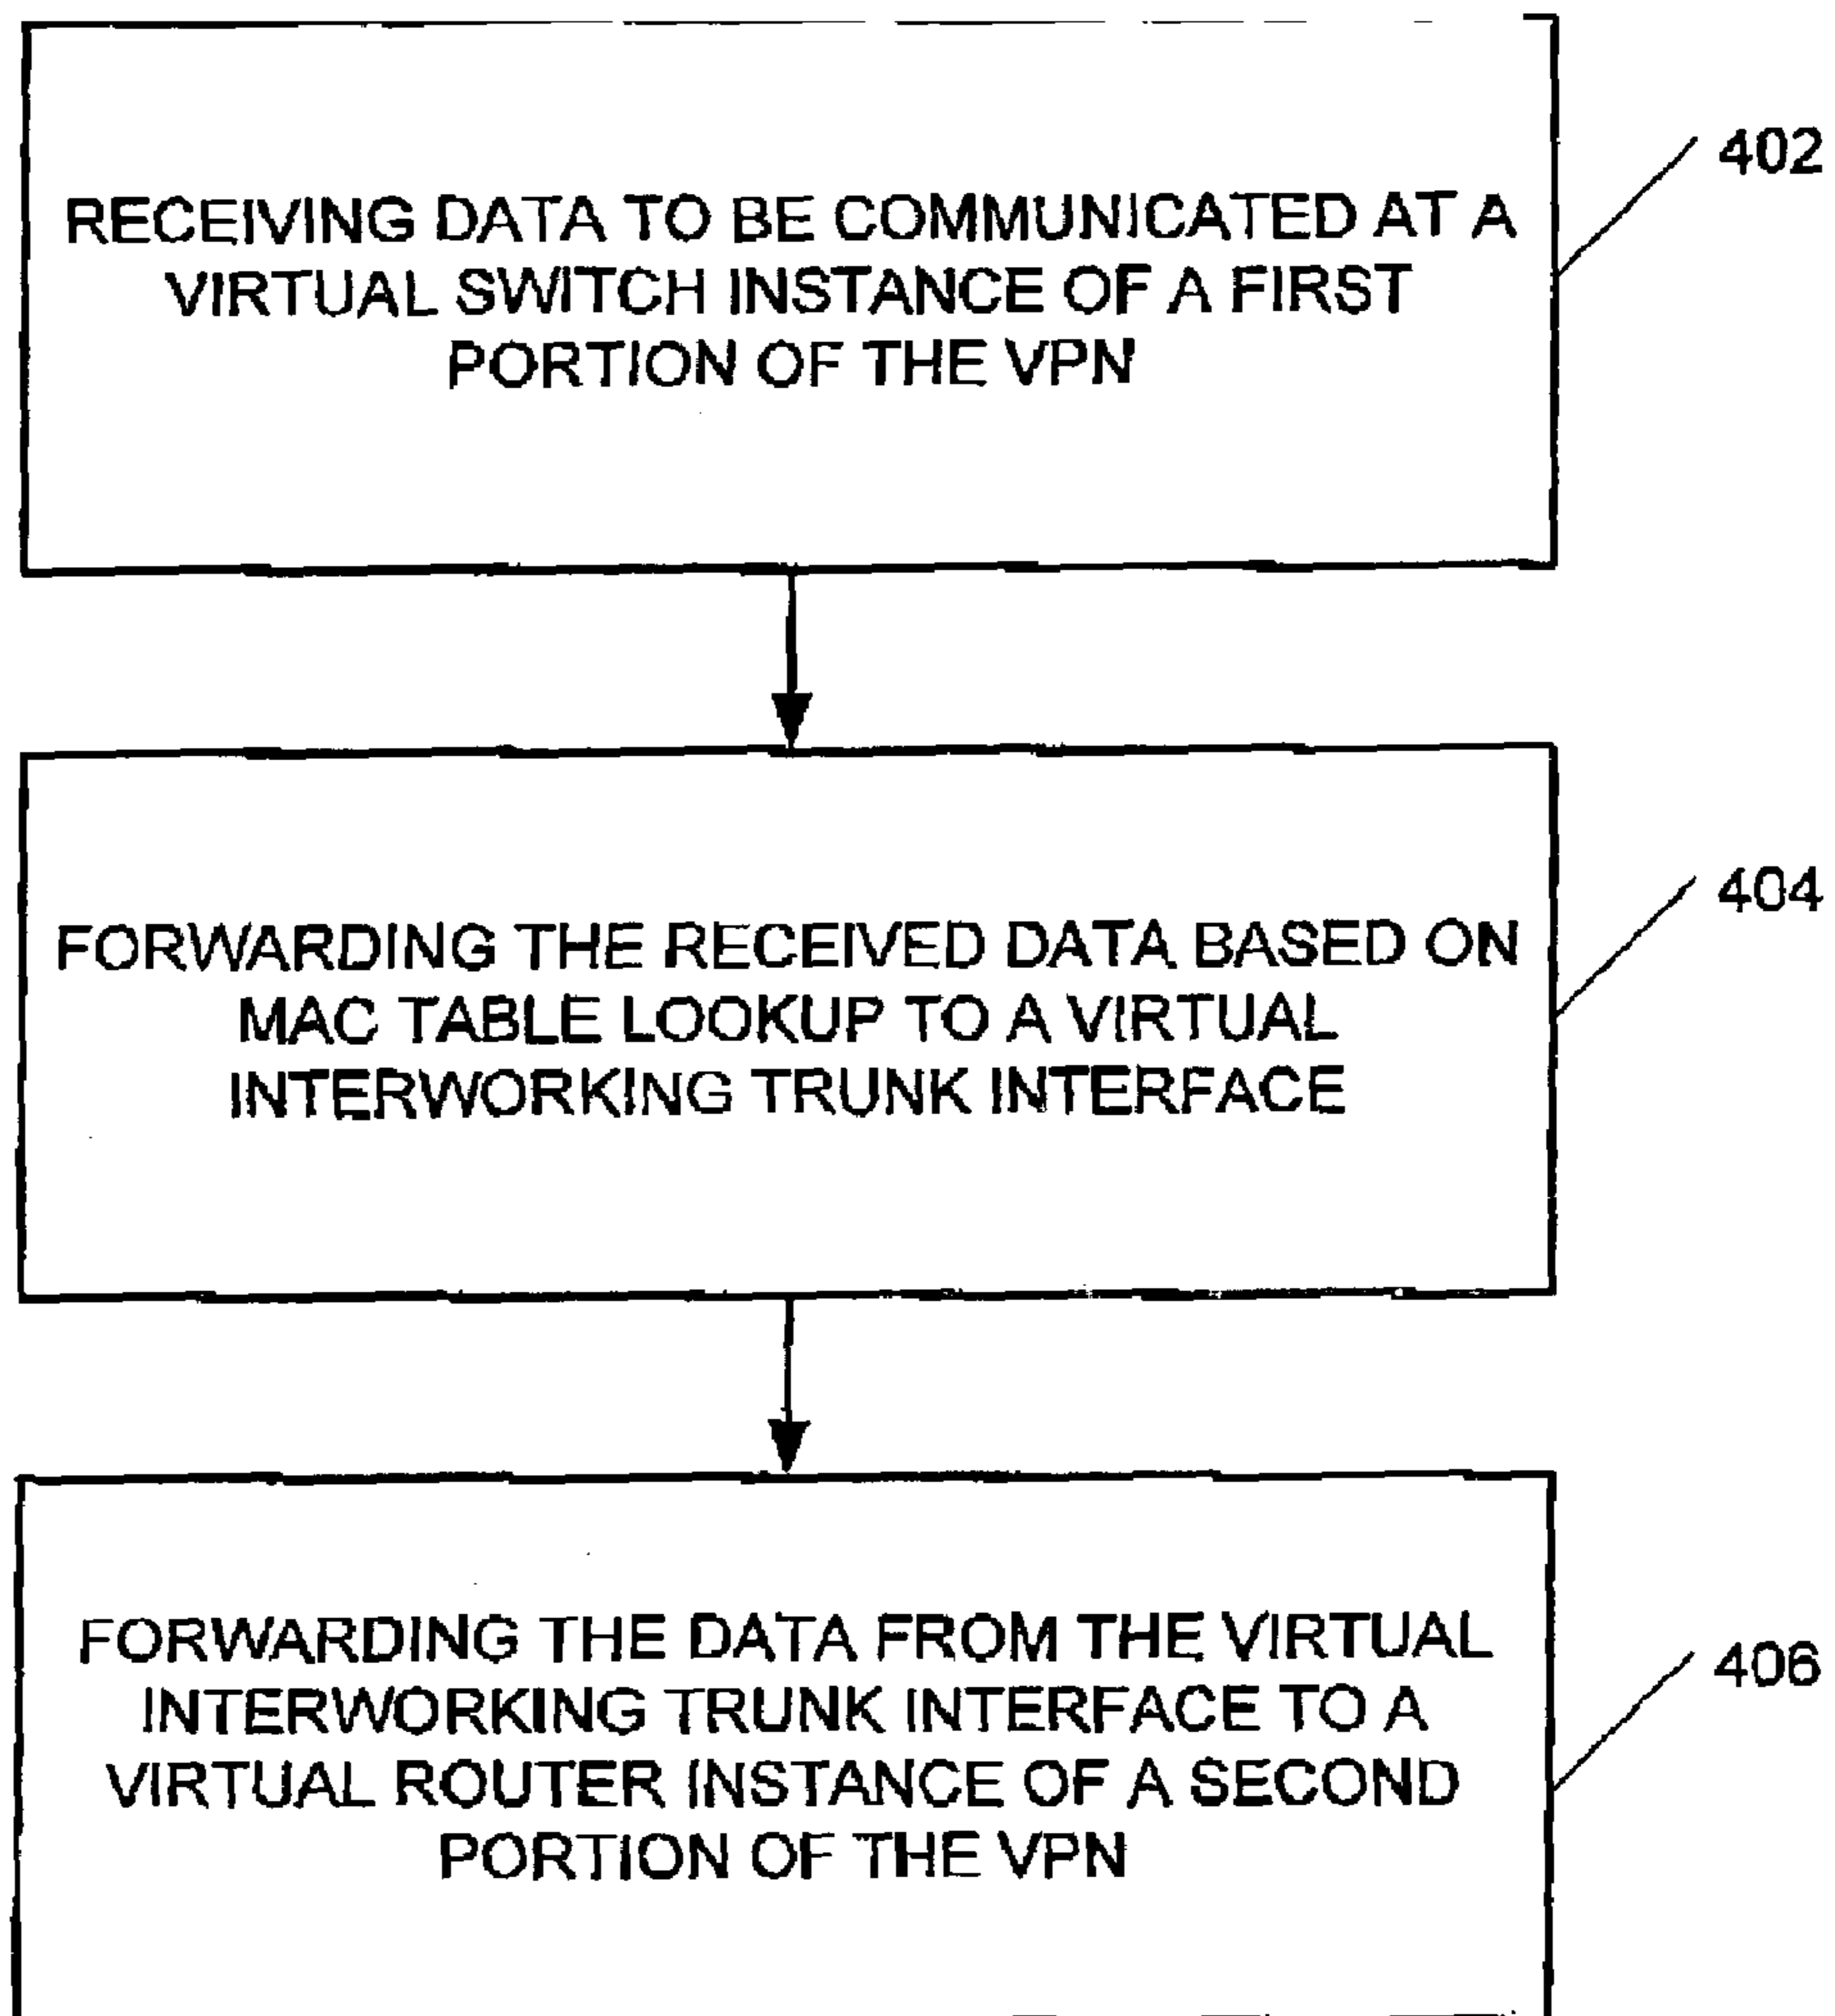 RECEIVING DATA TO BE COMMUNICATED AT A
VIRTUAL SWITCH INSTANCE OF A FIRST
PORTION OF THE VPN
402
FORWARDING THE RECEIVED DATA BASED ON
MAC TABLE LOOKUP TO A VIRTUAL
INTERWORKING TRUNK INTERFACE
404
FORWARDING THE DATA FROM THE VIRTUAL
INTERWORKING TRUNK INTERFACE TO A
VIRTUAL ROUTER INSTANCE OF A SECOND
PORTION OF THE VPN
406